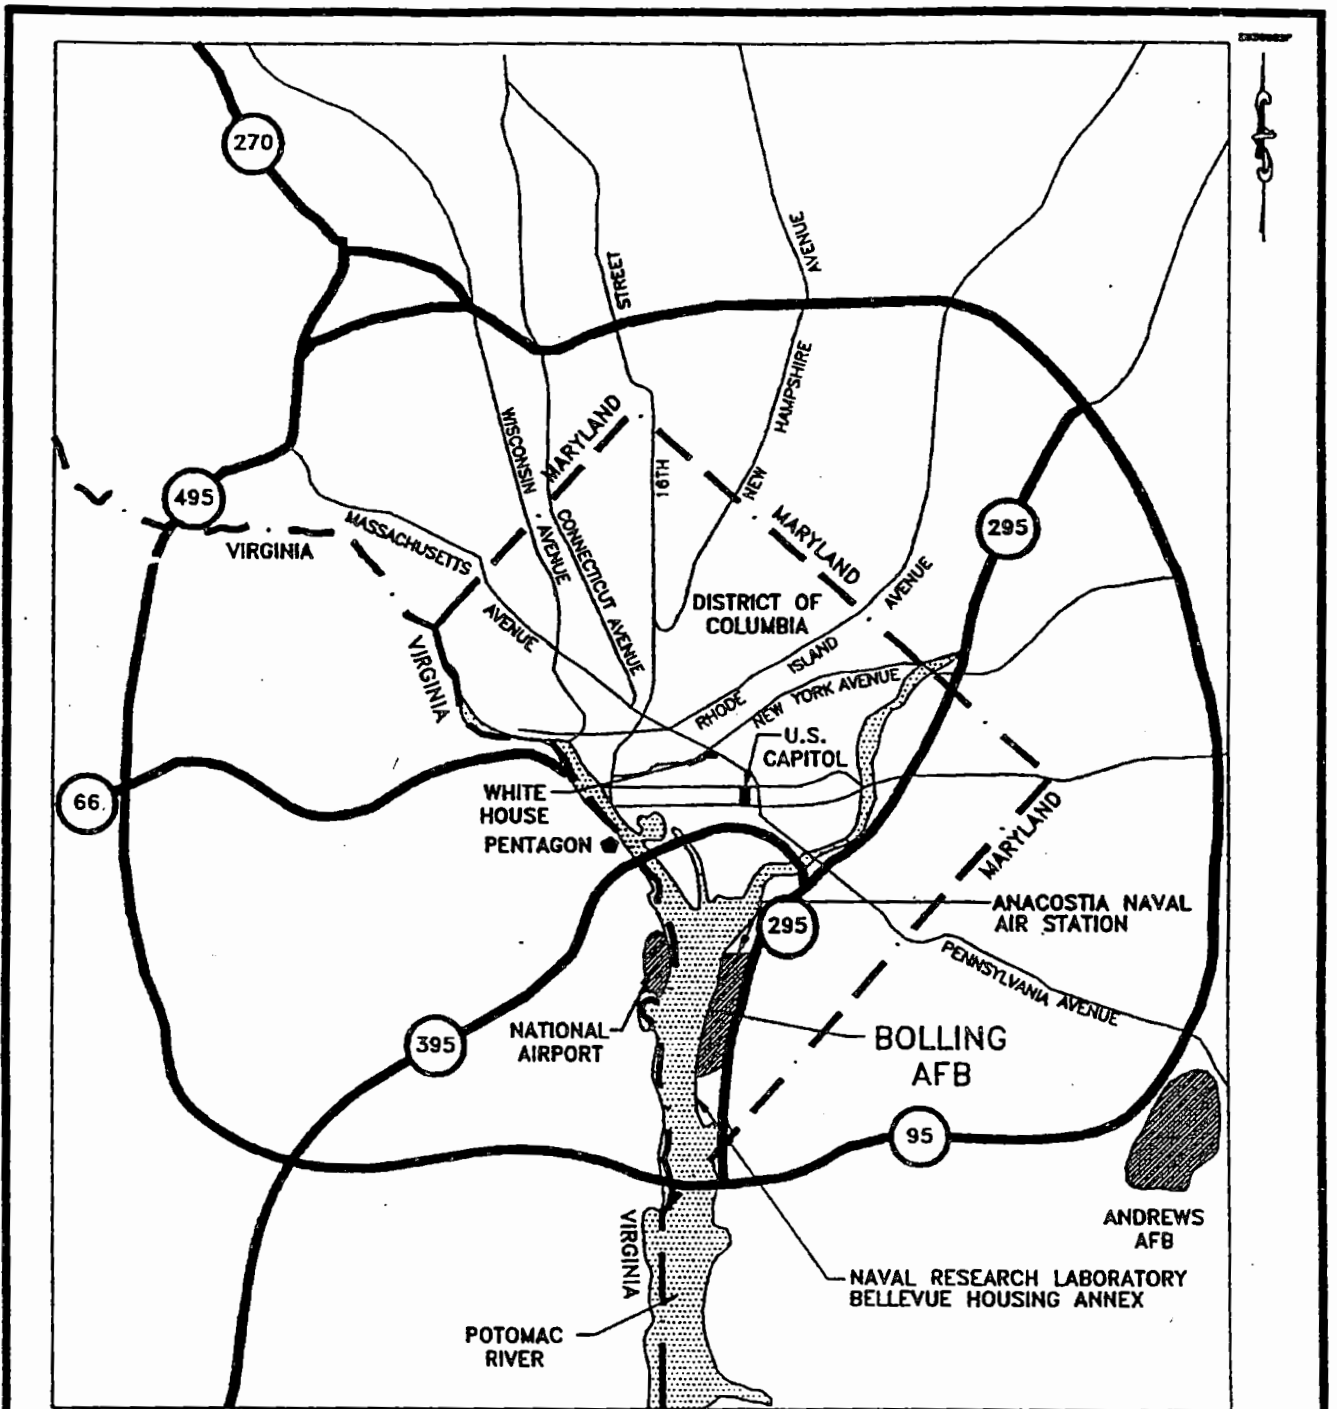 270
AVENUE
STREET
HAMPSHIRE
WISCONSIN
MARYLAND
16TH
NEW
495
VIRGINIA
MASSACHUSETTS
AVENUE
CONNECTICUT AVENUE
MARYLAND
295
AVENUE
DISTRICT OF
COLUMBIA
AVENUE
VIRGINIA
ISLAND
RHODE
NEW YORK AVENUE
U.S.
CAPITOL
66
WHITE
HOUSE
PENTAGON
MARYLAND
ANACOSTIA NAVAL
AIR STATION
295
PENNSYLVANIA AVENUE
NATIONAL
AIRPORT
395
BOLLING
AFB
95
ANDREWS
AFB
VIRGINIA
NAVAL RESEARCH LABORATORY
BELLEVUE HOUSING ANNEX
POTOMAC
RIVER